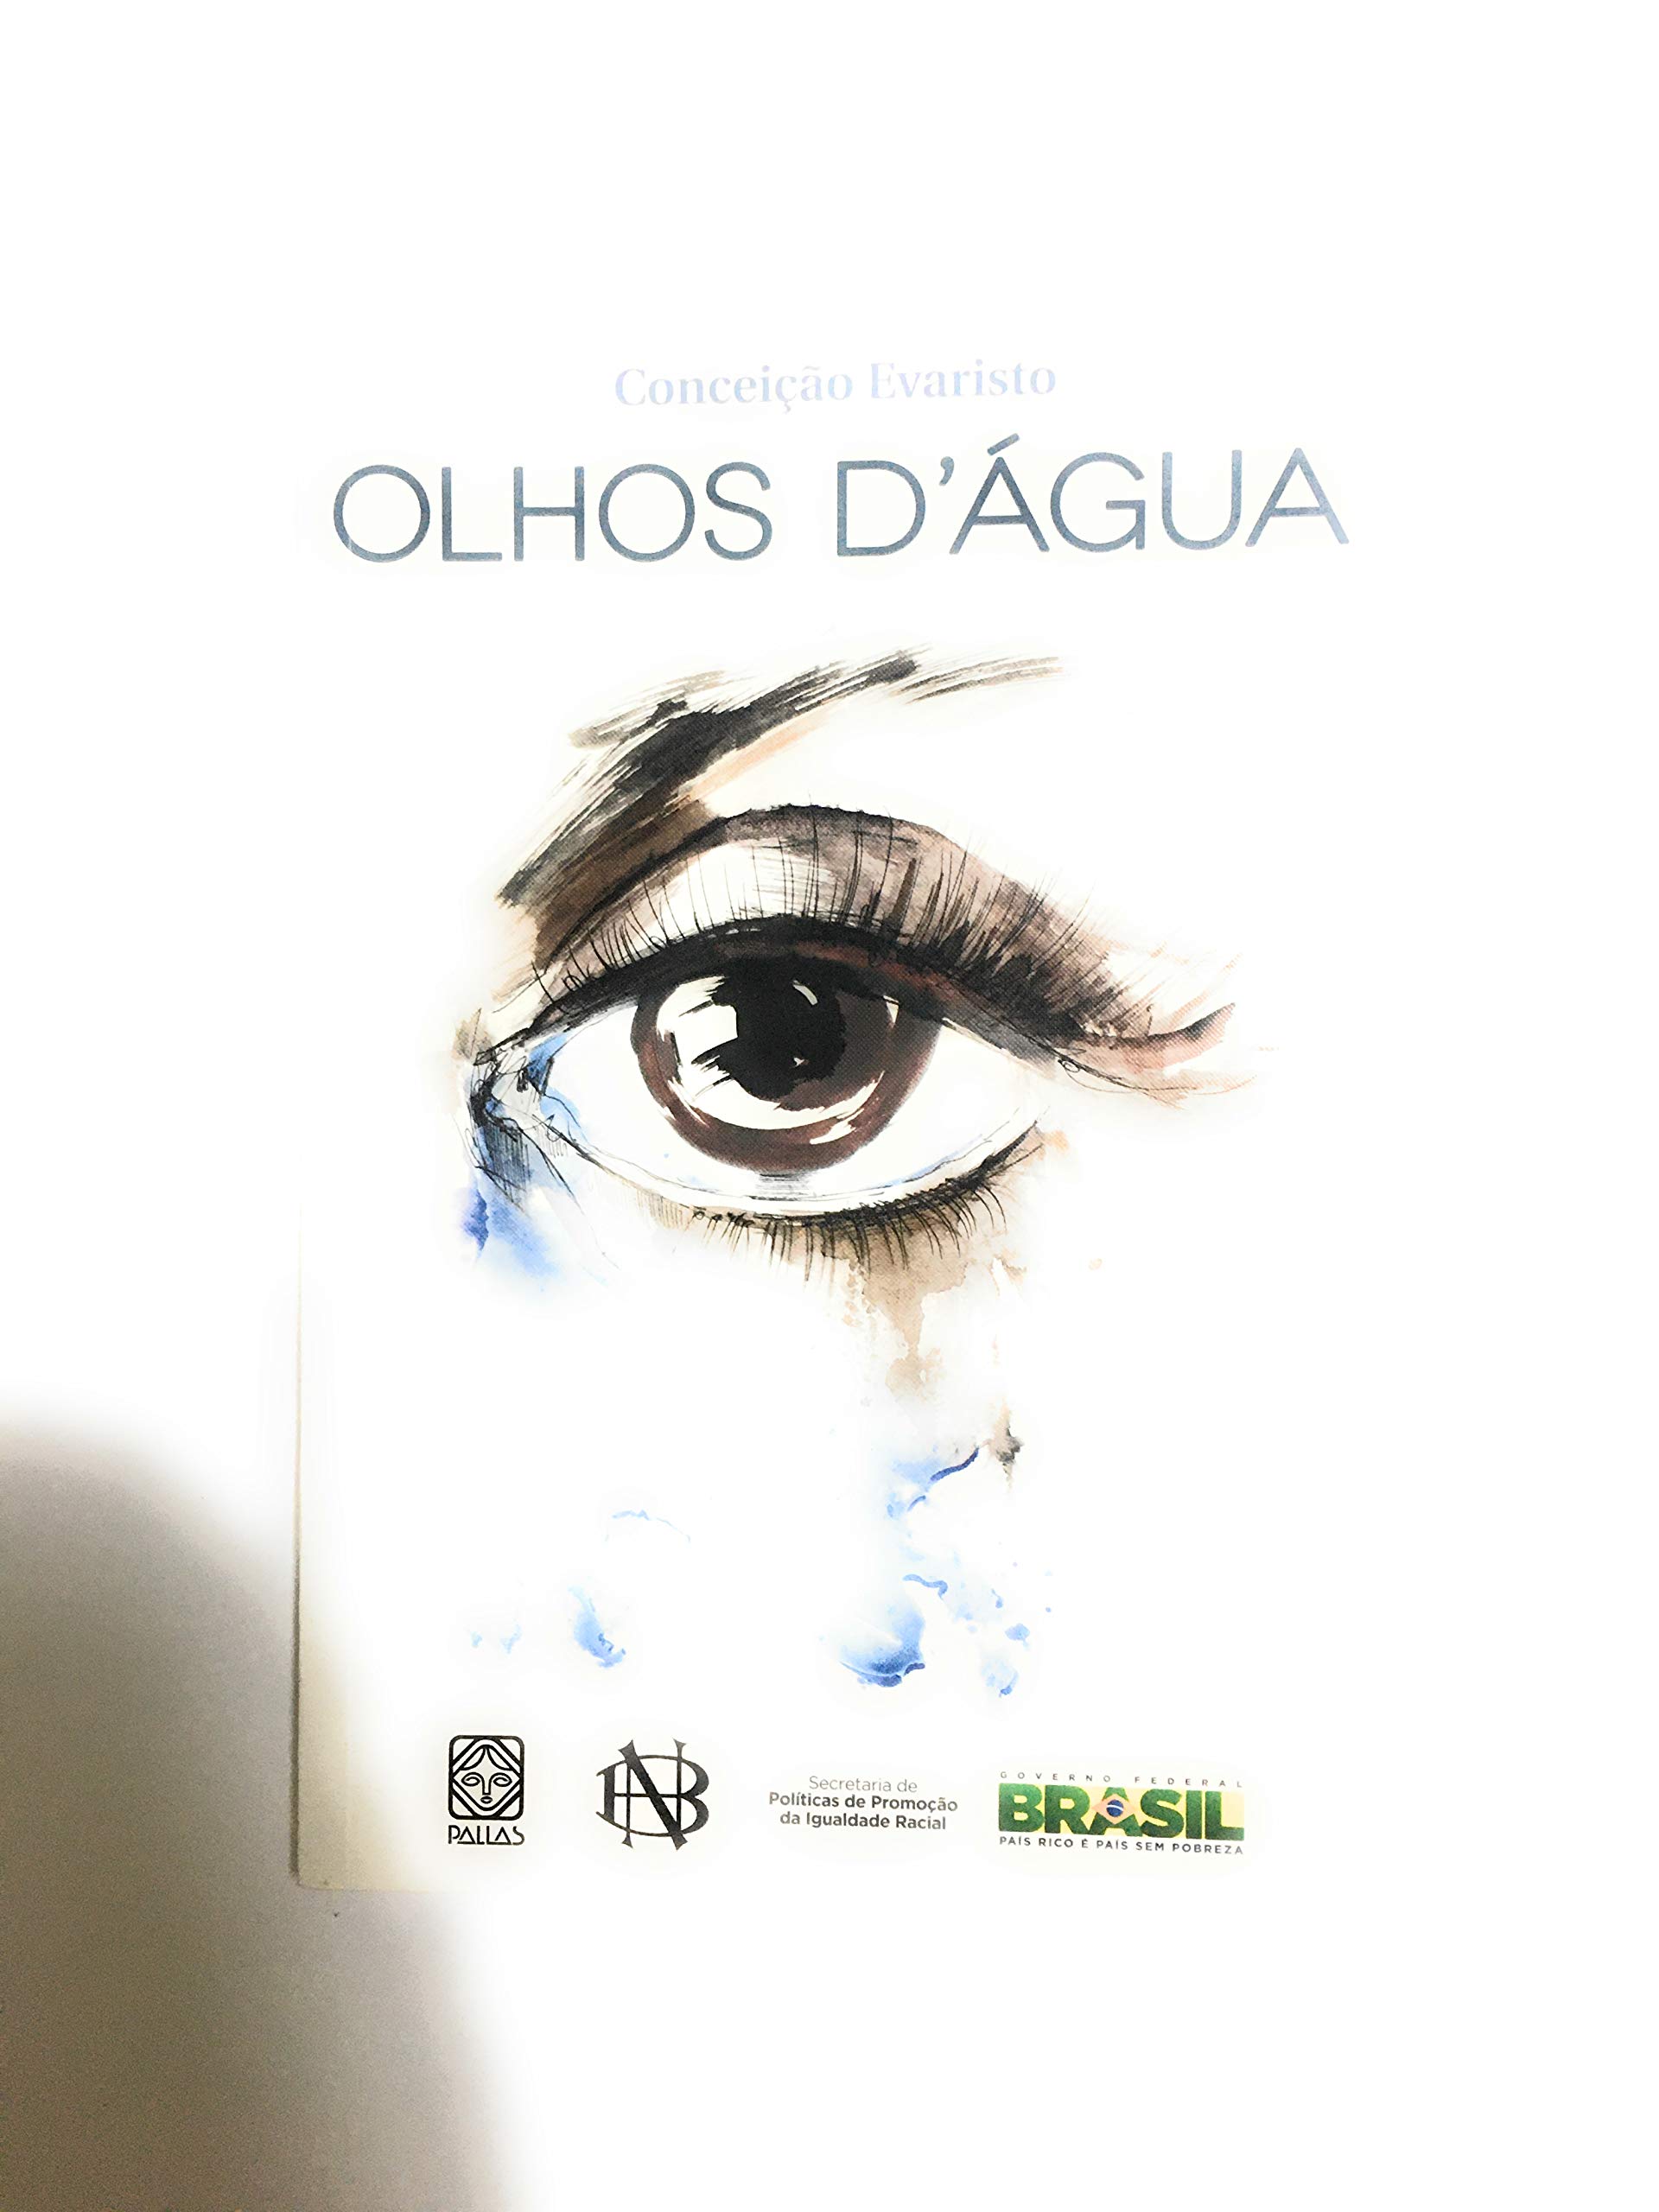 Conceição Evaristo
OLHOS D'ÁGUA
PALLAS
BN
Secretaria de
Políticas de Promoção
da Igualdade Racial
GOVERNO FEDERAL
BRASIL
PAÍS RICO É PAÍS SEM POBREZA